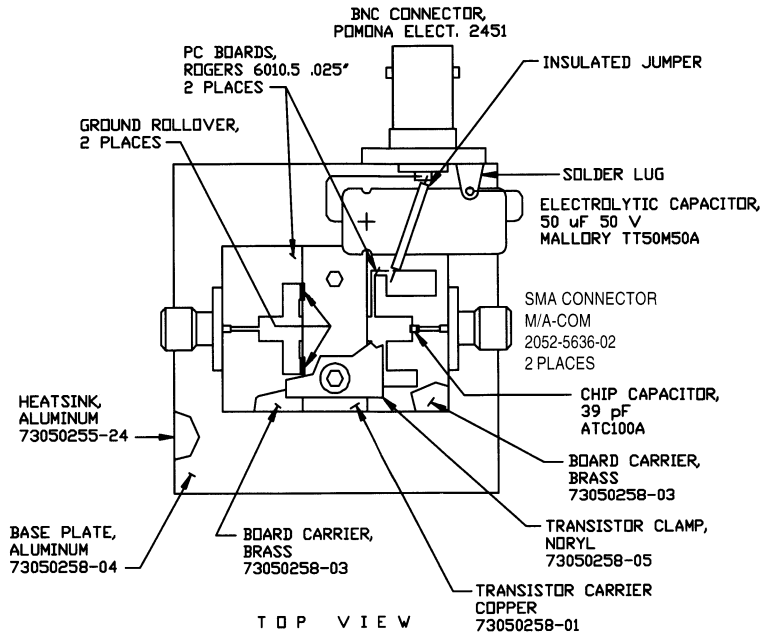 BNC CONNECTOR,
POMONA ELECT. 2451
PC BOARDS,
ROGERS 6010.5 .025"
2 PLACES
INSULATED JUMPER
GROUND ROLLOVER,
2 PLACES
SOLDER LUG
ELECTROLYTIC CAPACITOR,
50 uF 50 V
MALLORY TT50M50A
SMA CONNECTOR
M/A-COM
2052-5636-02
2 PLACES
CHIP CAPACITOR,
39 pF
ATC100A
HEATSINK,
ALUMINUM
73050255-24
BOARD CARRIER,
BRASS
73050258-03
BASE PLATE,
ALUMINUM
73050258-04
BOARD CARRIER,
BRASS
73050258-03
TRANSISTOR CLAMP,
NORYL
73050258-05
TRANSISTOR CARRIER
COPPER
73050258-01
TOP VIEW